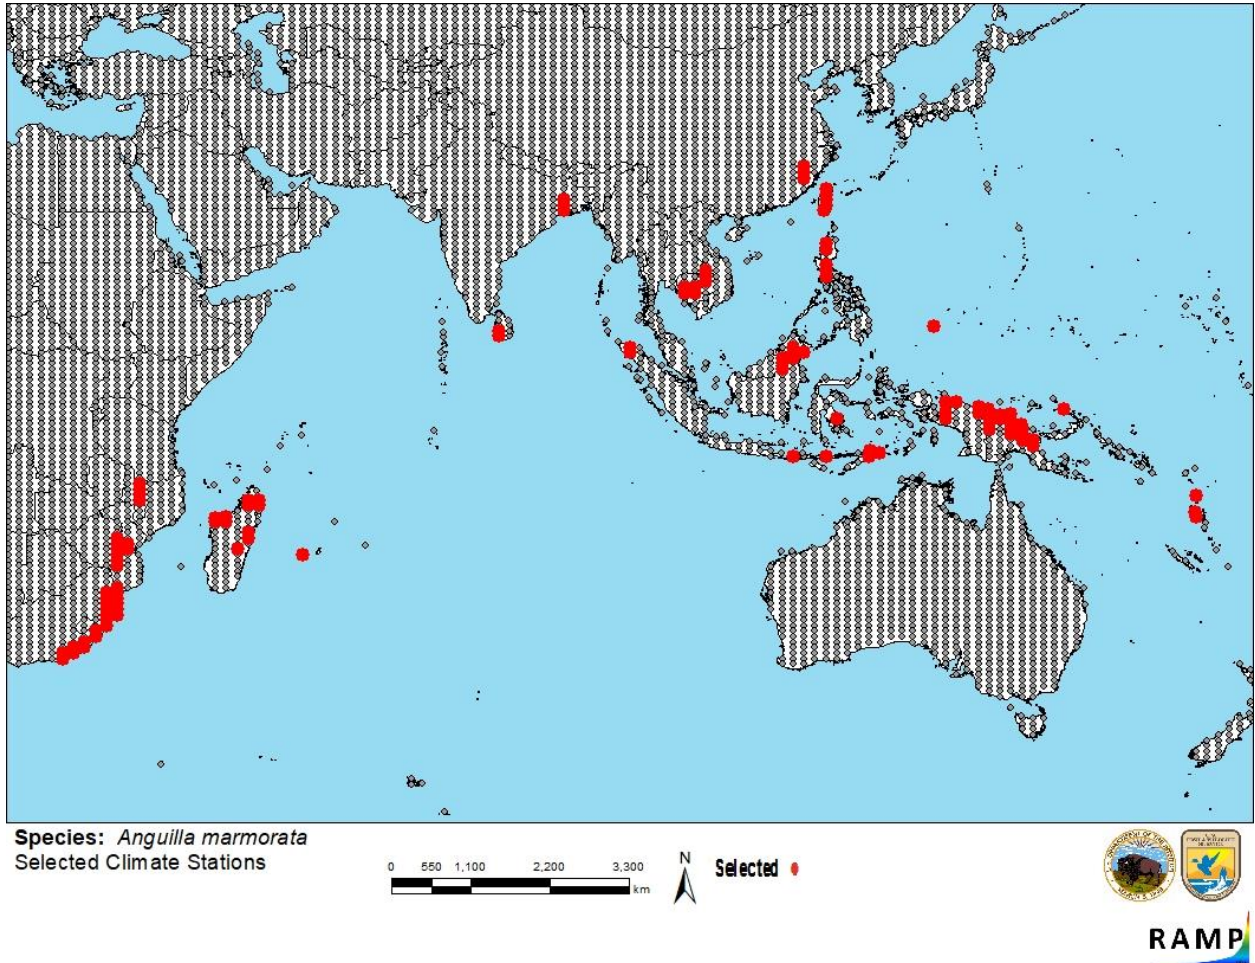 Species: Anguilla marmorata
Selected Climate Stations
0 550 1,100 2,200 3,300
km
N
Selected
RAMP